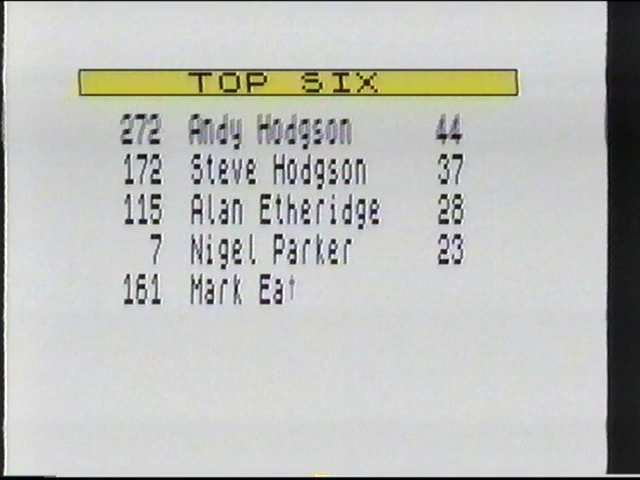 TOP SIX
272 Andy Hodgson 44
172 Steve Hodgson 37
115 Alan Etheridge 28
7 Nigel Parker 23
161 Mark Eat